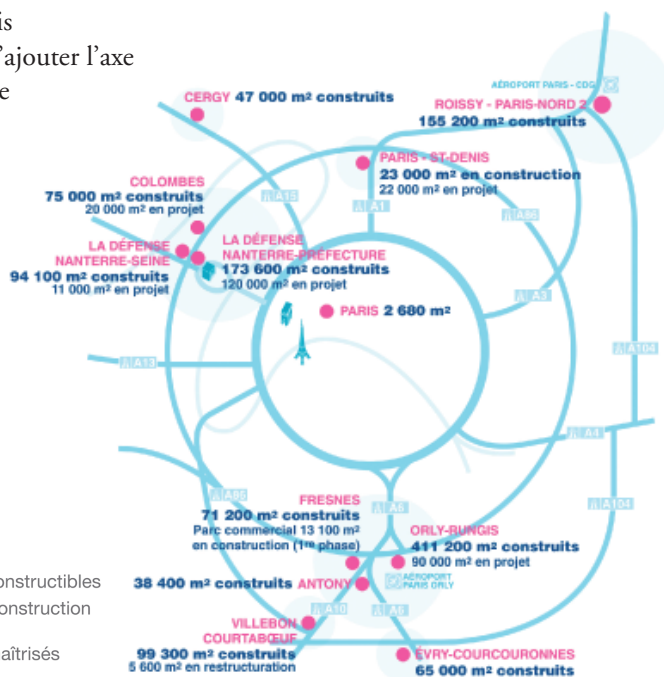 is
'ajouter l'axe
e
AÉROPORT PARIS - CDG
CERGY 47 000 m² construits
ROISSY - PARIS-NORD 2
155 200 m² construits
PARIS - ST-DENIS
23 000 m² en construction
22 000 m² en projet
COLOMBES
75 000 m² construits
20 000 m² en projet
A15
A1
A86
LA DÉFENSE
NANTERRE-SEINE
94 100 m² construits
11 000 m² en projet
LA DÉFENSE
NANTERRE-PRÉFECTURE
173 600 m² construits
120 000 m² en projet
A3
PARIS 2 680 m²
A104
A13
A4
A86
FRESNES
71 200 m² construits
Parc commercial 13 100 m²
en construction (1re phase)
A6
A104
ORLY-RUNGIS
411 200 m² construits
90 000 m² en projet
AÉROPORT
PARIS ORLY
onstructibles
38 400 m² construits ANTONY
onstruction
A10
A6
VILLEBON
COURTABŒUF
99 300 m² construits
5 600 m² en restructuration
aîtrisés
ÉVRY-COURCOURONNES
65 000 m² construits